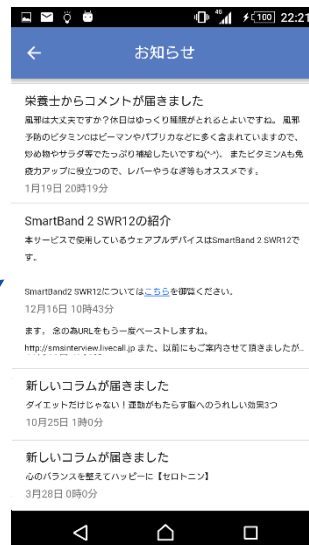 4G 100 22:21
お知らせ
栄養士からコメントが届きました
風邪は大丈夫ですか？休日はゆっくり睡眠がとれるとよいですね。 風邪
予防のビタミンCはピーマンやパプリカなどに多く含まれていますので、
炒め物やサラダ等でたっぷり補給したいですね(^-^)。 またビタミンAも免
疫力アップに役立つので、レバーやうなぎ等もオススメです。
1月19日 20時19分
SmartBand 2 SWR12の紹介
本サービスで使用しているウェアブルデバイスはSmartBand 2 SWR12で
す。
SmartBand2 SWR12についてはこちらを御覧ください。
12月16日 10時43分
ます。 念の為URLをもう一度ペーストしますね。
http://smsinterview.livecall.jp また、以前にもご案内させて頂きましたが..
新しいコラムが届きました
ダイエットだけじゃない！運動がもたらす脳へのうれしい効果3つ
10月25日 1時0分
新しいコラムが届きました
心のバランスを整えてハッピーに【セロトニン】
3月28日 0時0分